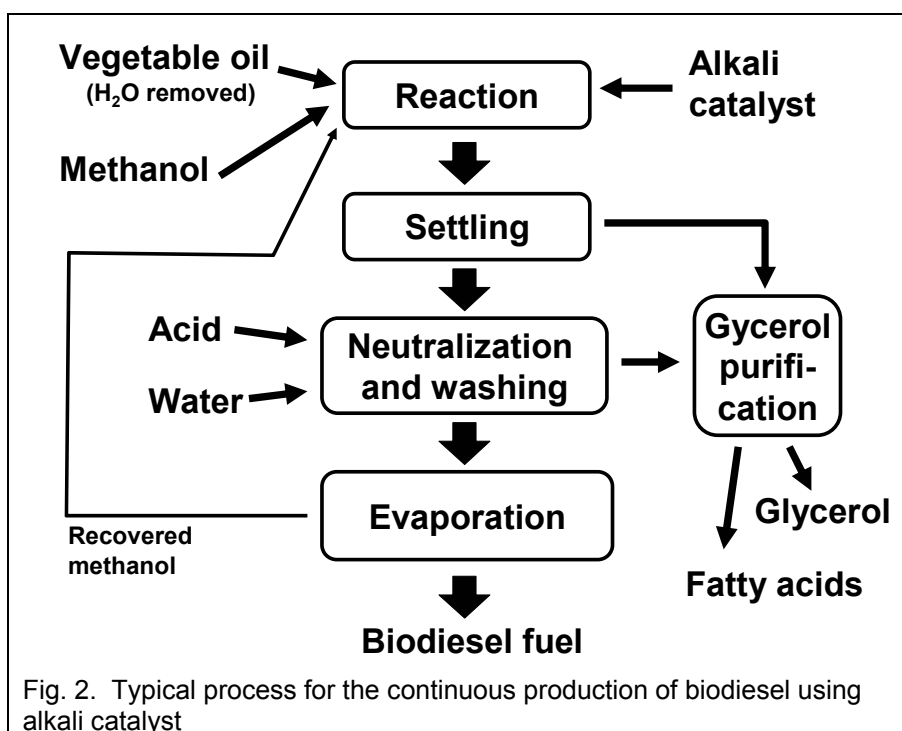 Vegetable oil
(H₂O removed)
Alkali
catalyst
Reaction
Methanol
Settling
Acid
Water
Neutralization
and washing
Gycerol
purifi-
cation
Evaporation
Recovered
methanol
Glycerol
Fatty acids
Biodiesel fuel
Fig. 2.  Typical process for the continuous production of biodiesel using
alkali catalyst